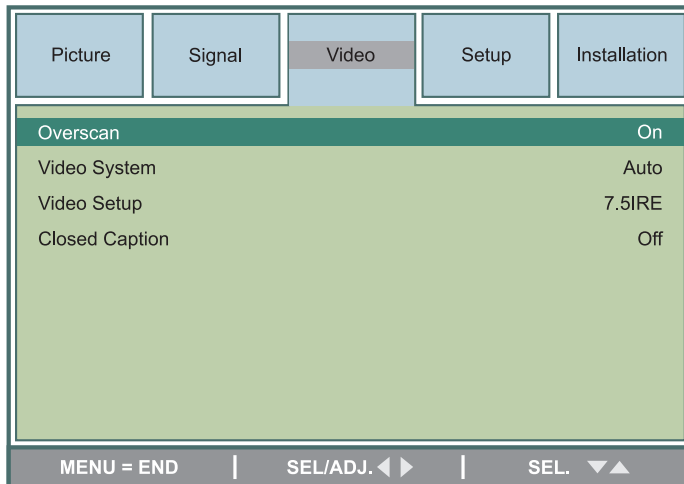 Picture Signal Video Setup Installation
Overscan On
Video System Auto
Video Setup 7.5IRE
Closed Caption Off
MENU = END | SEL/ADJ. ◀ ▶ | SEL. ▼▲